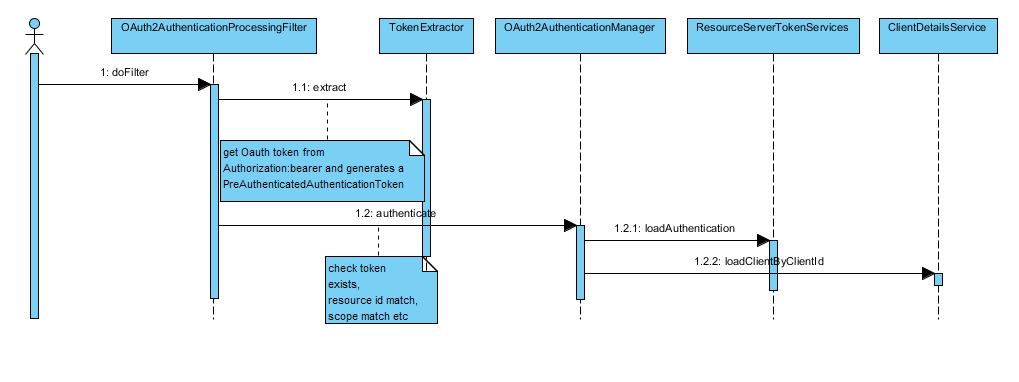 OAuth2AuthenticationProcessingFilter
TokenExtractor
OAuth2AuthenticationManager
ResourceServerTokenServices
ClientDetailsService
1: doFilter
1.1: extract
get Oauth token from
Authorization:bearer and generates a
PreAuthenticatedAuthenticationToken
1.2: authenticate
1.2.1: loadAuthentication
1.2.2: loadClientByClientId
check token
exists,
resource id match,
scope match etc